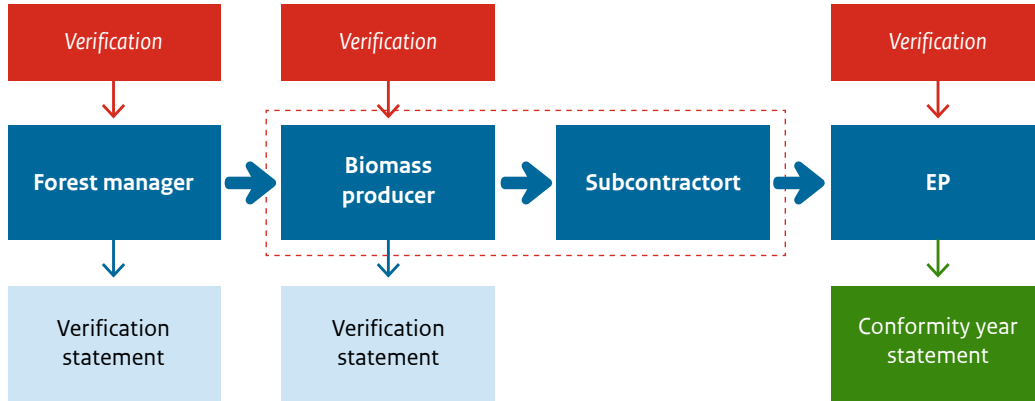 Verification
Verification
Verification
Forest manager
Biomass
producer
Subcontractort
EP
Verification
statement
Verification
statement
Conformity year
statement